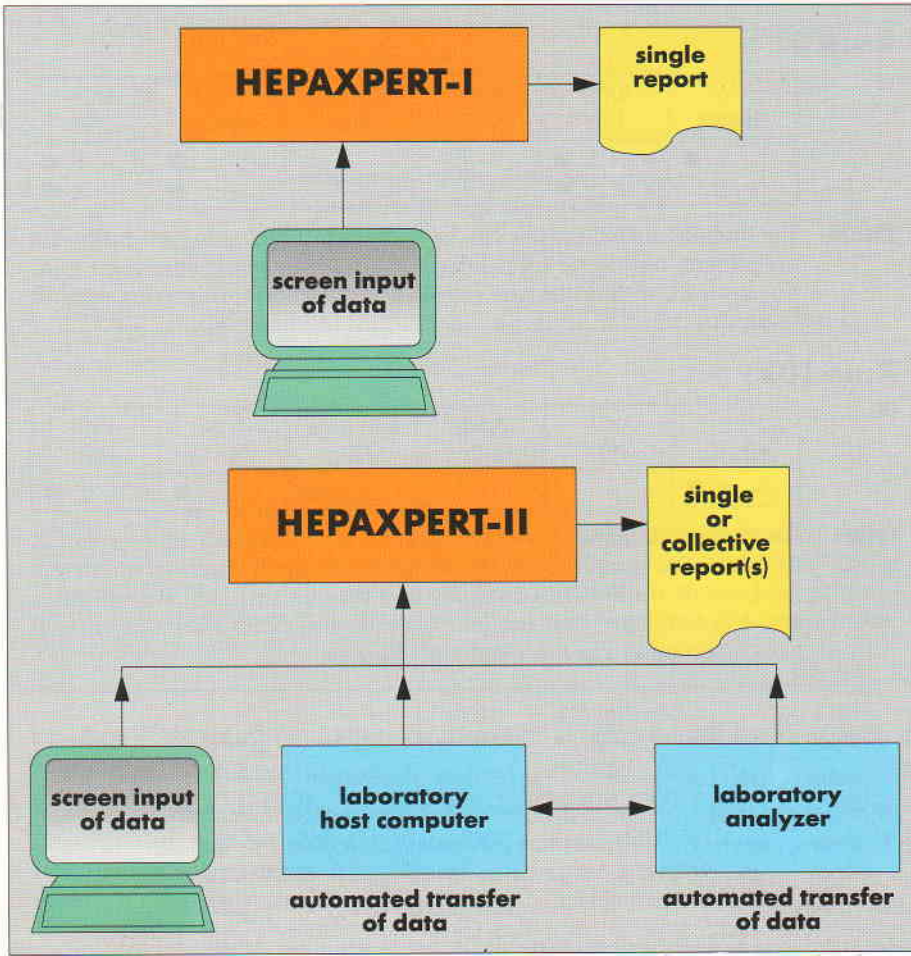 HEPAXPERT-I
single
report
screen input
of data
HEPAXPERT-II
single
or
collective
report(s)
screen input
of data
laboratory
host computer
laboratory
analyzer
automated transfer
of data
automated transfer
of data